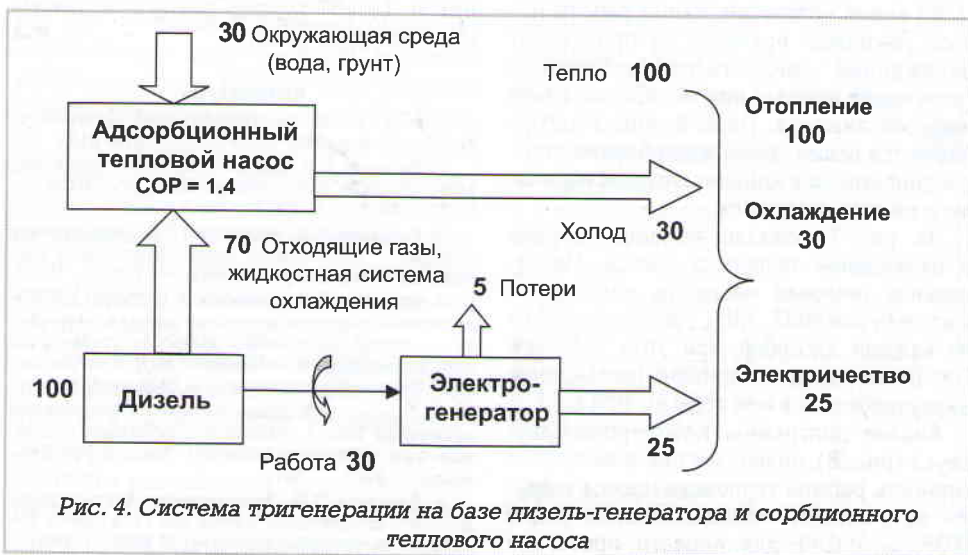 30 Окружающая среда
(вода, грунт)
Адсорбционный
тепловой насос
COP = 1.4
Тепло 100
Холод 30
Отопление
100
Охлаждение
30
70 Отходящие газы,
жидкостная система
охлаждения
5 Потери
100
Дизель
Работа 30
Электро-
генератор
25
Электричество
25
Рис. 4. Система тригенерации на базе дизель-генератора и сорбционного
теплового насоса